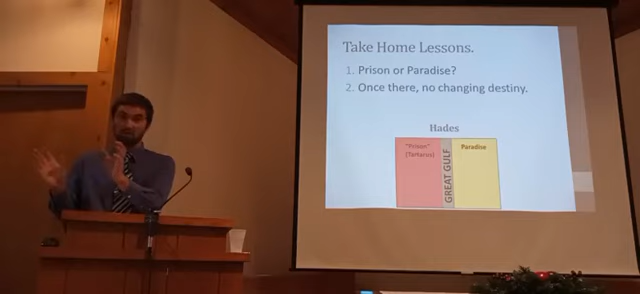 Take Home Lessons.
1. Prison or Paradise?
2. Once there, no changing destiny.
Hades
"Prison"
(Tartarus)
GREAT GULF
Paradise